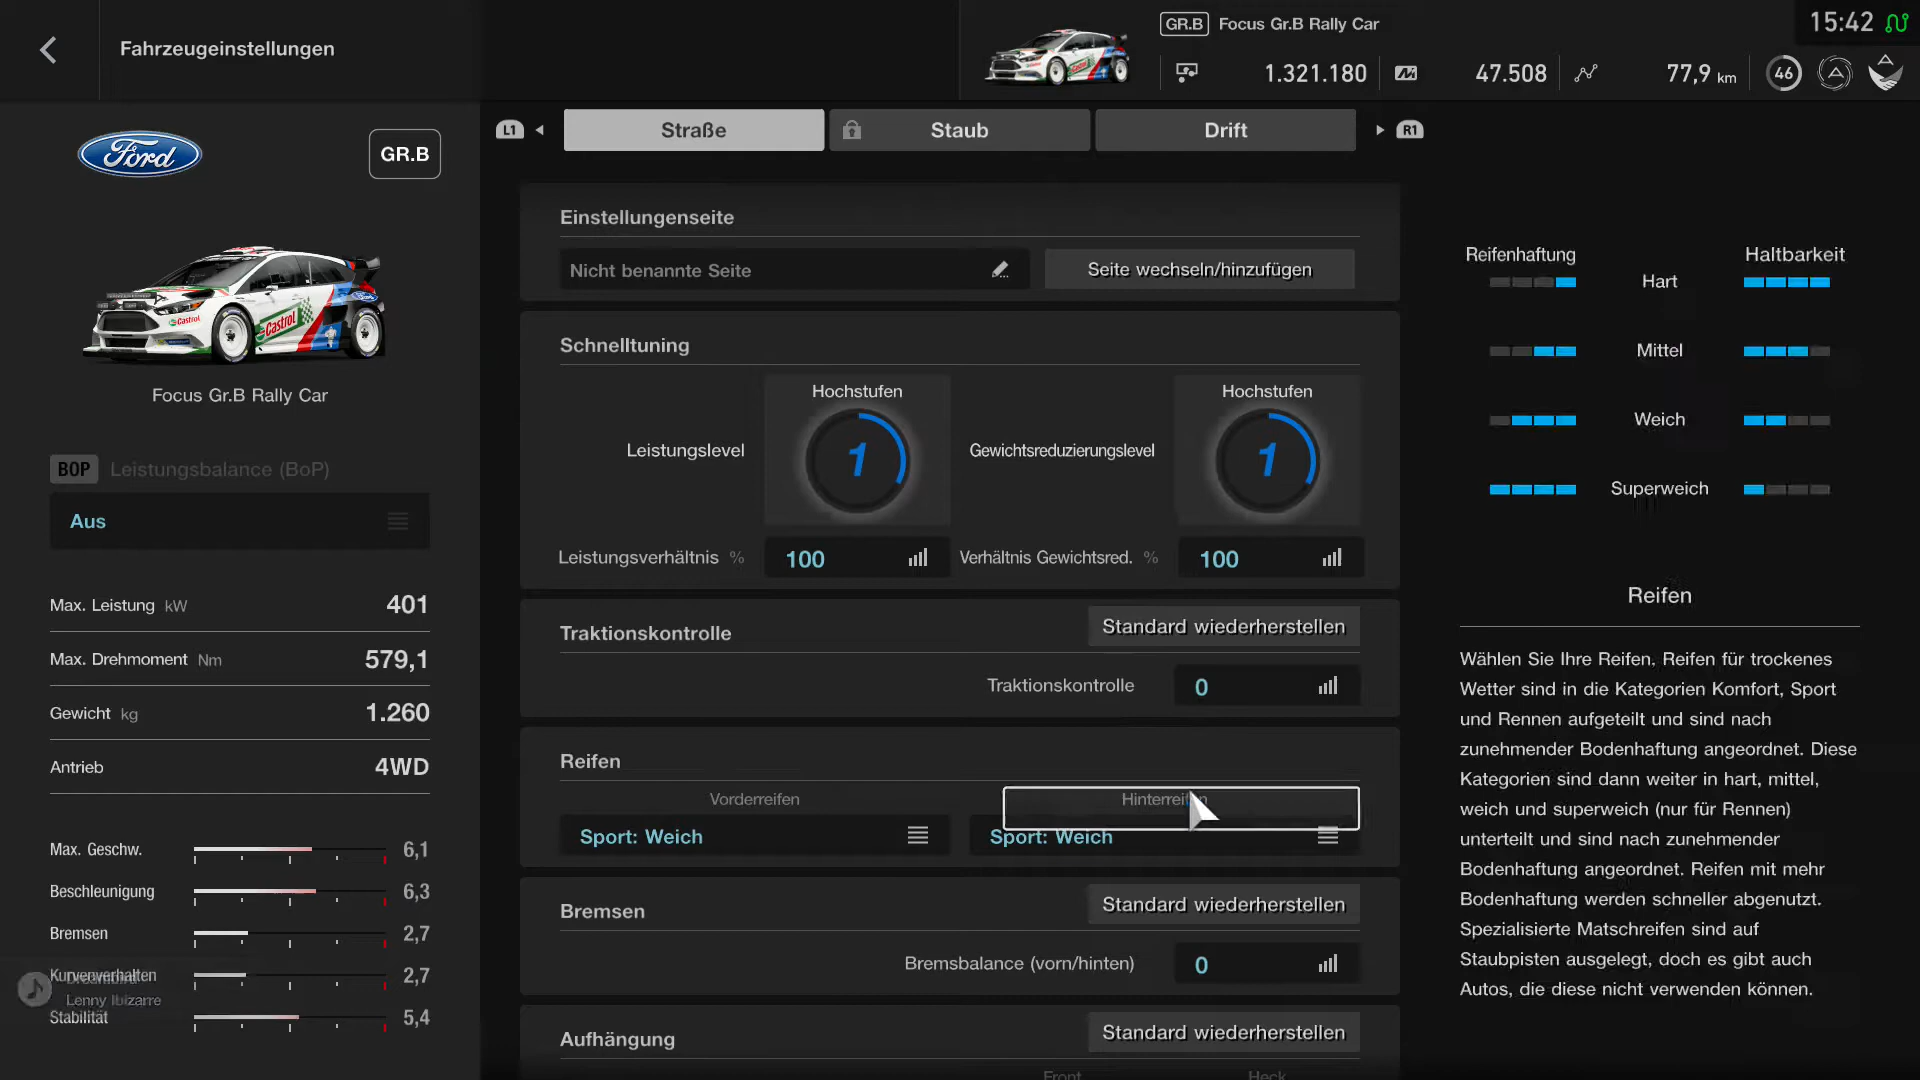 Fahrzeugeinstellungen
GR.B Focus Gr.B Rally Car
15:42
1.321.180
47.508
77,9 km
46
Ford
GR.B
Castrol
Focus Gr.B Rally Car
BOP Leistungsbalance (BoP)
Aus
Max. Leistung kW 401
Max. Drehmoment Nm 579,1
Gewicht kg 1.260
Antrieb 4WD
Max. Geschw. 6,1
Beschleunigung 6,3
Bremsen 2,7
Kurvenverhalten 2,7
Lenny Ibizarre
Stabilität 5,4
L1 Straße Staub Drift R1
Einstellungenseite
Nicht benannte Seite
Seite wechseln/hinzufügen
Schnelltuning
Leistungslevel
Hochstufen
1
Gewichtsreduzierungslevel
Hochstufen
1
Leistungsverhältnis % 100
Verhältnis Gewichtsred. % 100
Traktionskontrolle
Standard wiederherstellen
Traktionskontrolle 0
Reifen
Vorderreifen
Sport: Weich
Hinterreifen
Sport: Weich
Bremsen
Standard wiederherstellen
Bremsbalance (vorn/hinten) 0
Aufhängung
Standard wiederherstellen
Front Heck
Reifenhaftung Haltbarkeit
Hart
Mittel
Weich
Superweich
Reifen
Wählen Sie Ihre Reifen. Reifen für trockenes
Wetter sind in die Kategorien Komfort, Sport
und Rennen aufgeteilt und sind nach
zunehmender Bodenhaftung angeordnet. Diese
Kategorien sind dann weiter in hart, mittel,
weich und superweich (nur für Rennen)
unterteilt und sind nach zunehmender
Bodenhaftung angeordnet. Reifen mit mehr
Bodenhaftung werden schneller abgenutzt.
Spezialisierte Matschreifen sind auf
Staubpisten ausgelegt, doch es gibt auch
Autos, die diese nicht verwenden können.